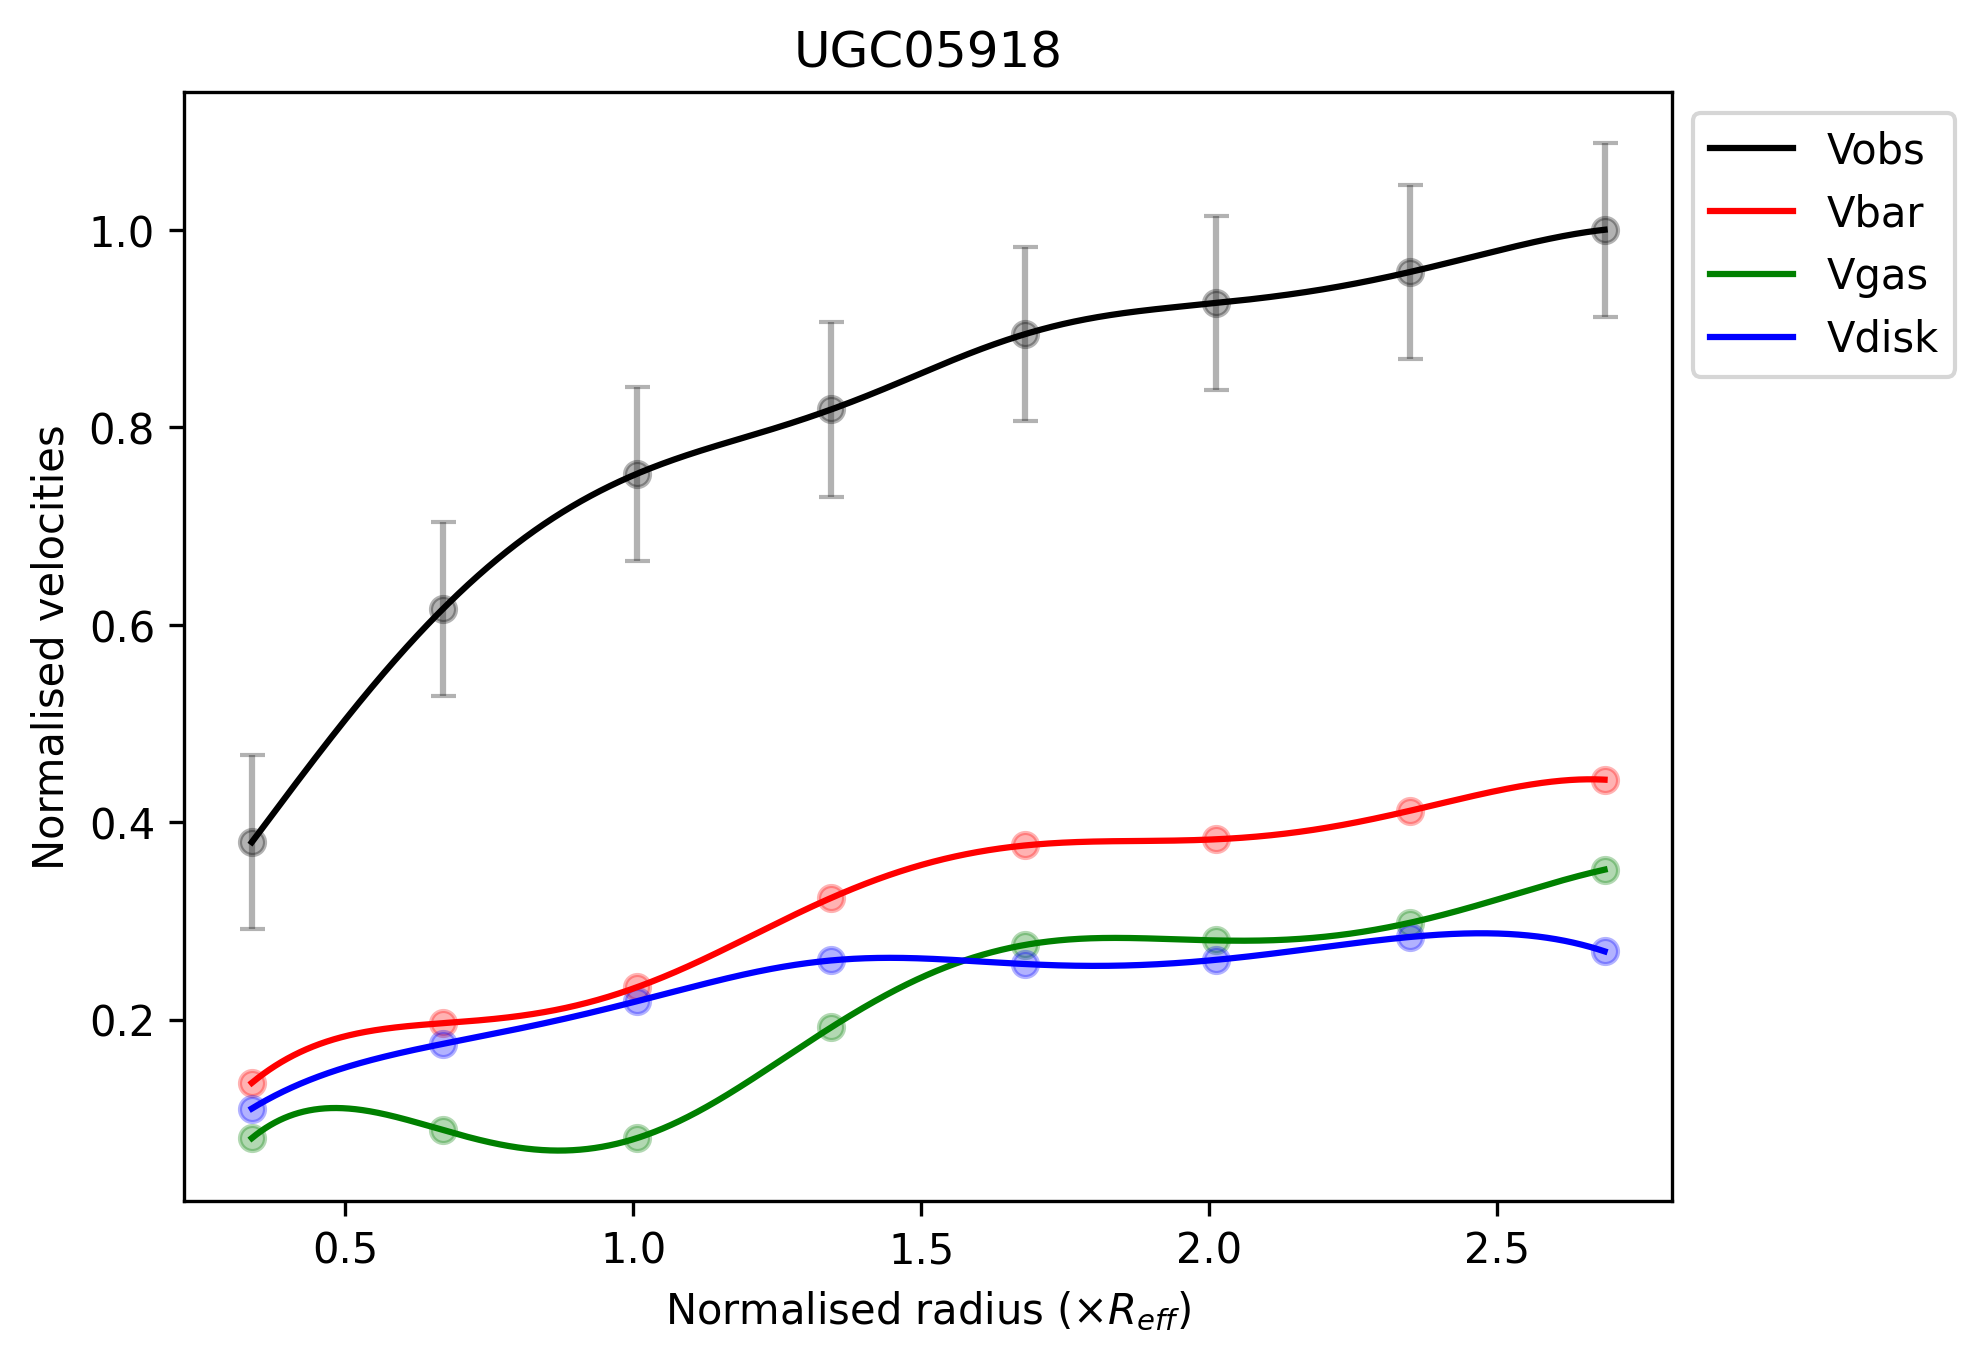 UGC05918
Vobs
Vbar
Vgas
Vdisk
1.0
0.8
0.6
0.4
0.2
Normalised velocities
0.5 1.0 1.5 2.0 2.5
Normalised radius (×R_eff)